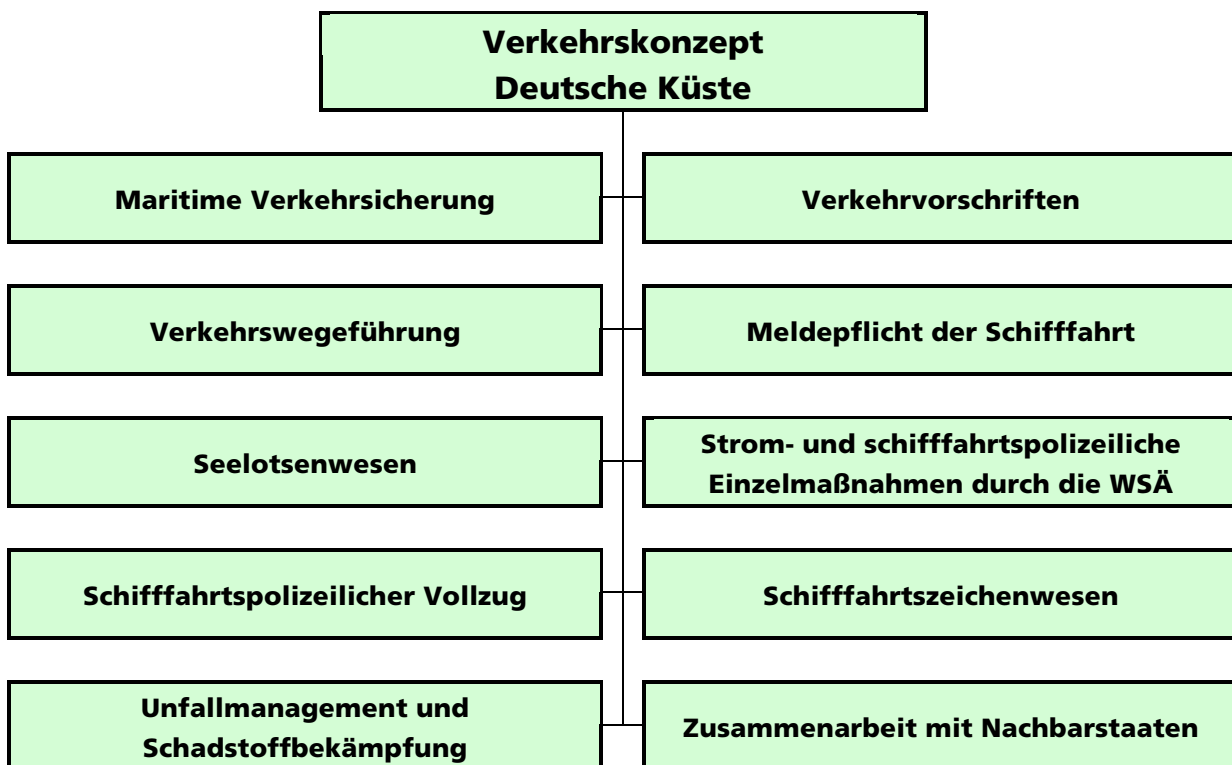 Verkehrskonzept
Deutsche Küste
Maritime Verkehrsicherung
Verkehrvorschriften
Verkehrswegeführung
Meldepflicht der Schifffahrt
Seelotsenwesen
Strom- und schifffahrtspolizeiliche
Einzelmaßnahmen durch die WSÄ
Schifffahrtspolizeilicher Vollzug
Schifffahrtszeichenwesen
Unfallmanagement und
Schadstoffbekämpfung
Zusammenarbeit mit Nachbarstaaten